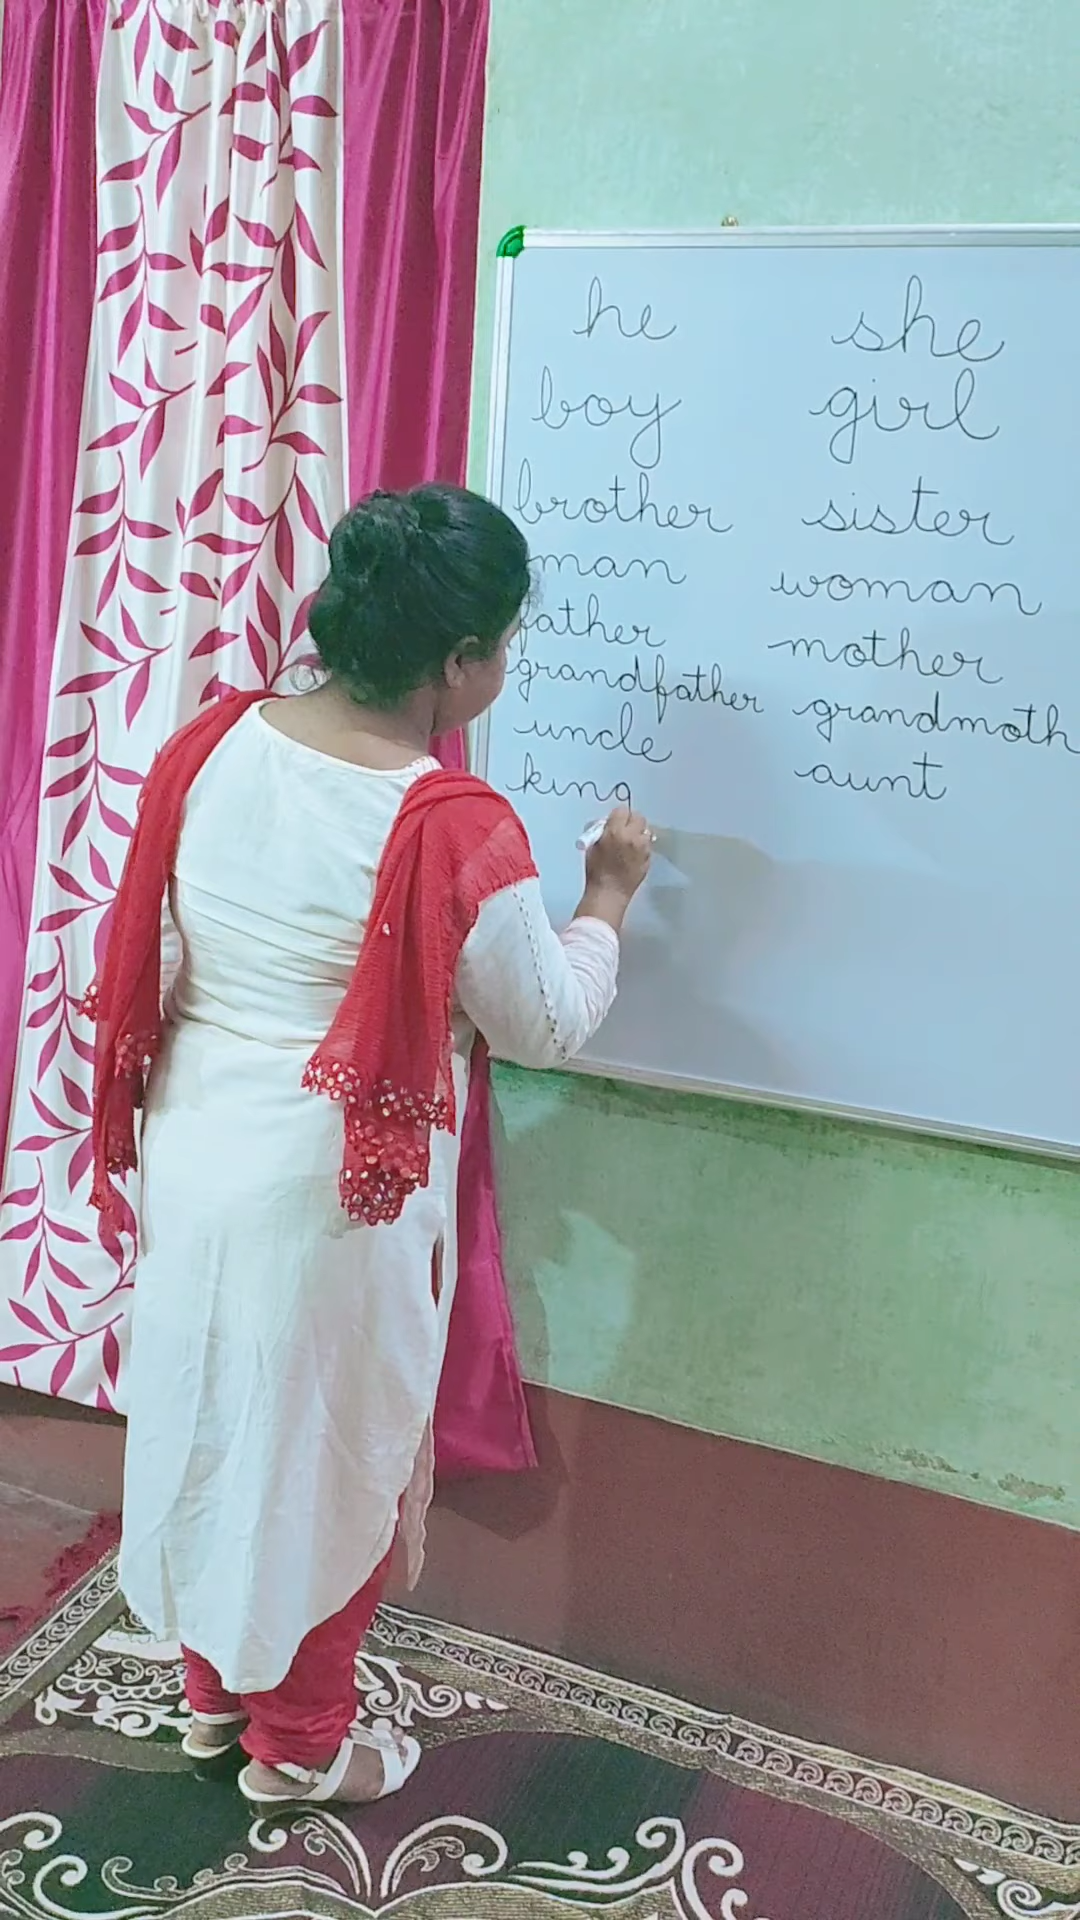 he she
boy girl
brother sister
man woman
father mother
grandfather grandmoth
uncle aunt
king